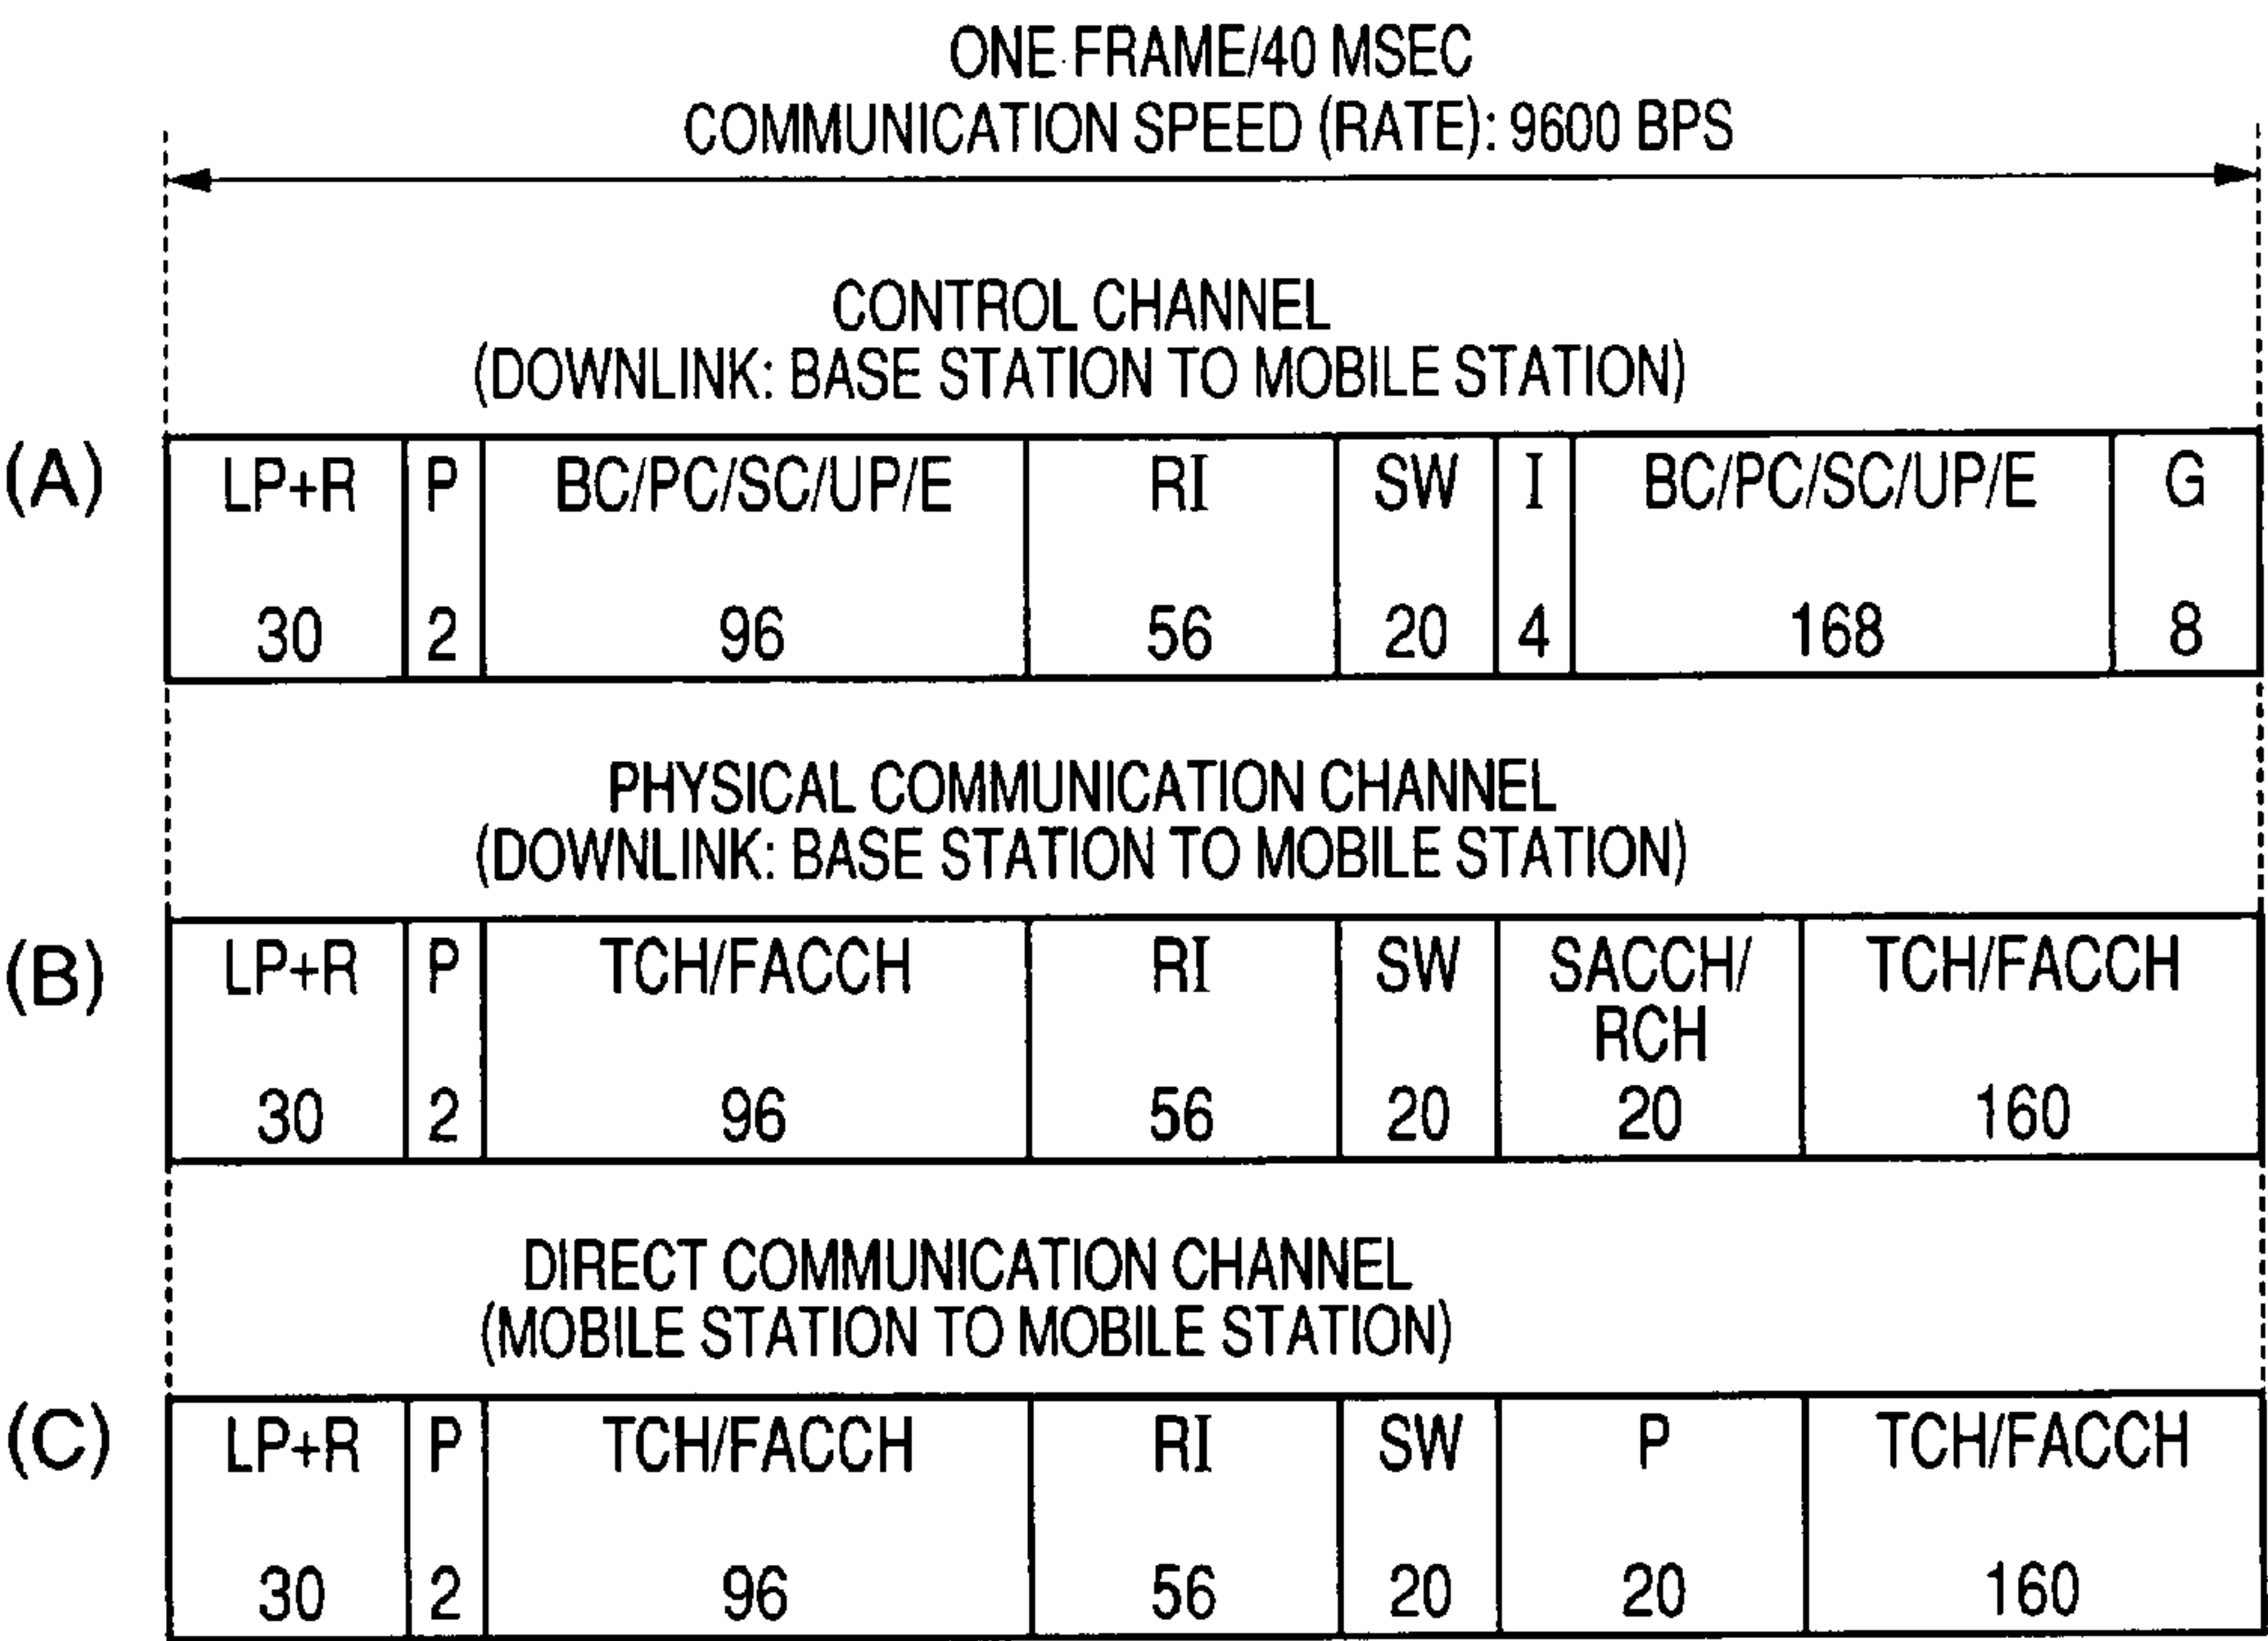 ONE FRAME/40 MSEC
COMMUNICATION SPEED (RATE): 9600 BPS
CONTROL CHANNEL
(DOWNLINK: BASE STATION TO MOBILE STATION)
(A)
LP+R P BC/PC/SC/UP/E RI SW I BC/PC/SC/UP/E G
30 2 96 56 20 4 168 8
PHYSICAL COMMUNICATION CHANNEL
(DOWNLINK: BASE STATION TO MOBILE STATION)
(B)
LP+R P TCH/FACCH RI SW SACCH/ TCH/FACCH
RCH
30 2 96 56 20 20 160
DIRECT COMMUNICATION CHANNEL
(MOBILE STATION TO MOBILE STATION)
(C)
LP+R P TCH/FACCH RI SW P TCH/FACCH
30 2 96 56 20 20 160